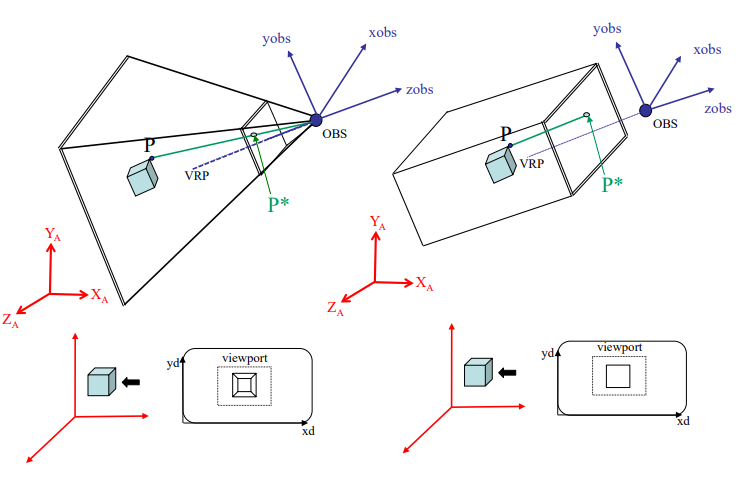 yobs
xobs
zobs
OBS
P
VRP
P*
YA
XA
ZA
yd
viewport
xd
yobs
xobs
zobs
OBS
P
VRP
P*
YA
XA
ZA
yd
viewport
xd